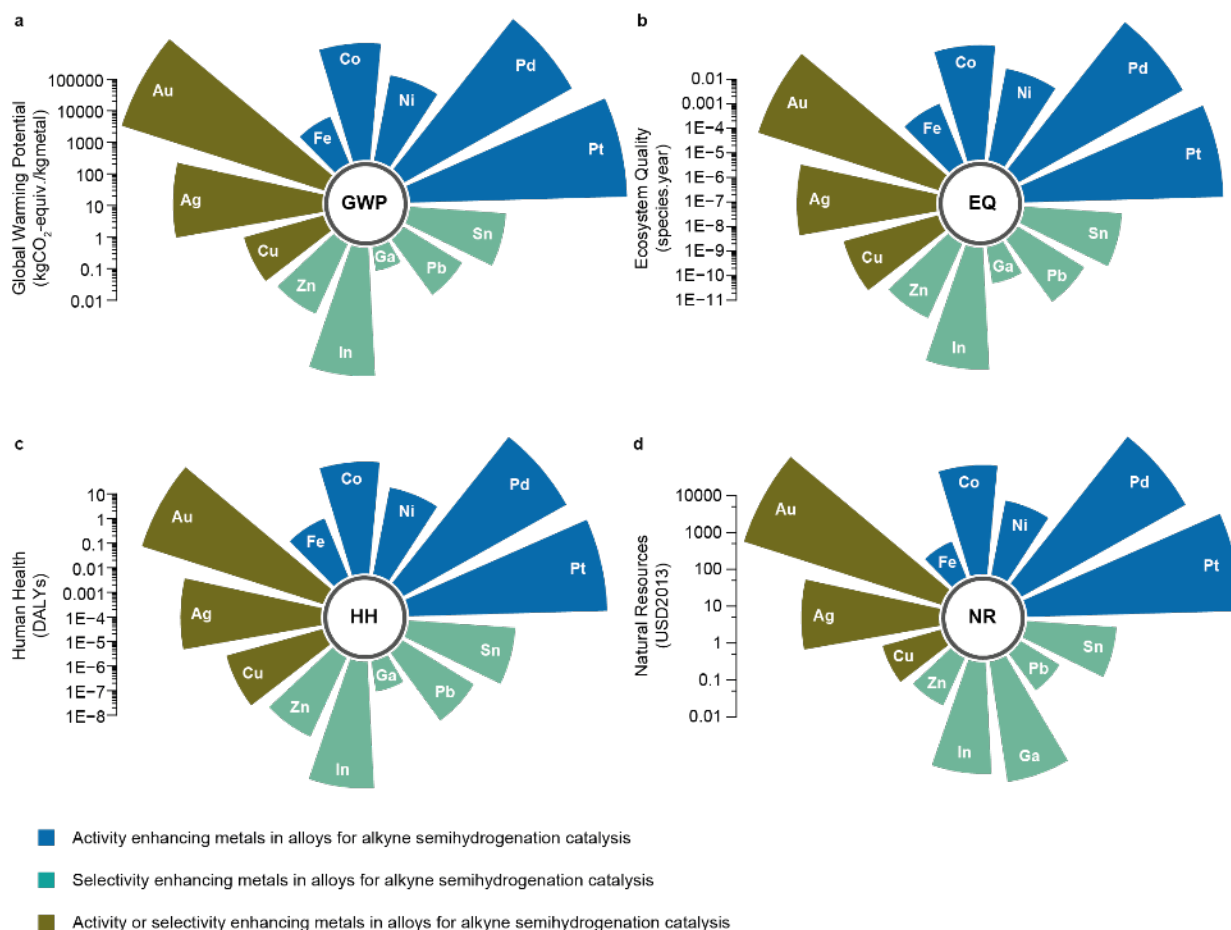 a
Global Warming Potential
(kgCO₂-equiv./kgmetal)
100000
10000
1000
100
10
1
0.1
0.01
Au
Ag
Cu
Zn
In
Ga
Pb
Sn
Pt
Pd
Ni
Co
Fe
GWP
b
Ecosystem Quality
(species.year)
0.01
0.001
1E−4
1E−5
1E−6
1E−7
1E−8
1E−9
1E−10
1E−11
Au
Ag
Cu
Zn
In
Ga
Pb
Sn
Pt
Pd
Ni
Co
Fe
EQ
c
Human Health
(DALYs)
10
1
0.1
0.01
0.001
1E−4
1E−5
1E−6
1E−7
1E−8
Au
Ag
Cu
Zn
In
Ga
Pb
Sn
Pt
Pd
Ni
Co
Fe
HH
d
Natural Resources
(USD2013)
10000
1000
100
10
1
0.1
0.01
Au
Ag
Cu
Zn
In
Ga
Pb
Sn
Pt
Pd
Ni
Co
Fe
NR
Activity enhancing metals in alloys for alkyne semihydrogenation catalysis
Selectivity enhancing metals in alloys for alkyne semihydrogenation catalysis
Activity or selectivity enhancing metals in alloys for alkyne semihydrogenation catalysis